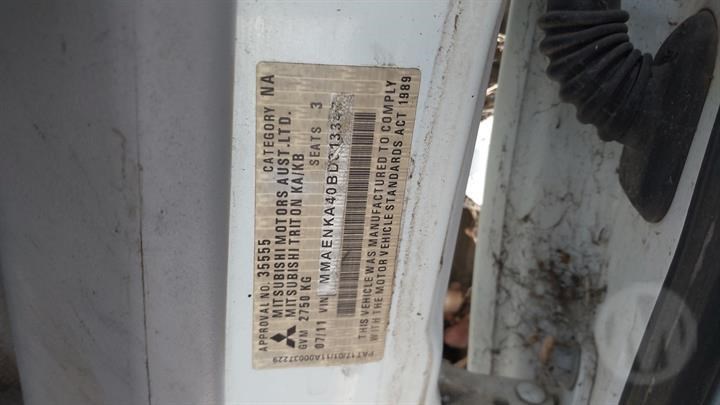 APPROVAL NO. 35555 CATEGORY NA
MITSUBISHI MOTORS AUST.LTD.
MITSUBISHI TRITON KA/KB
GVM 2750 KG SEATS 3
07/11 VIN
THIS VEHICLE WAS MANUFACTURED TO COMPLY
WITH THE MOTOR VEHICLE STANDARDS ACT 1989